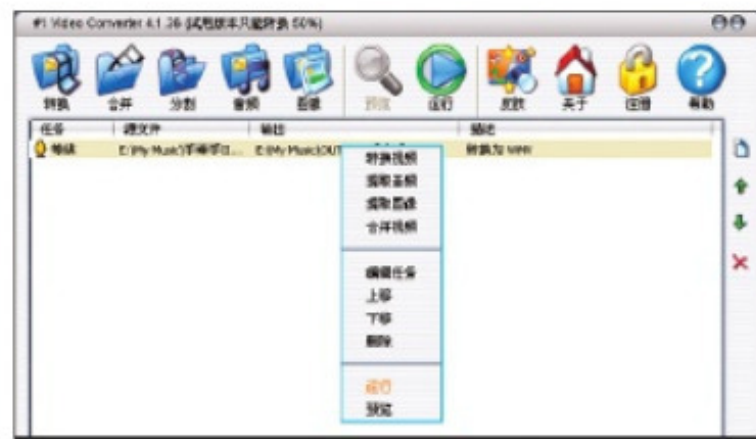 #1 Video Converter 4.1.36 (试用版本只能转换 50%)
转换 合并 分割 音频 图像 预览 运行 皮肤 关于 注册 帮助
任务 源文件 输出 描述
等候 E:\My Music\手 E:\My Music\OUT 转换为 WMV
转换视频
提取音频
提取图像
合并视频
编辑任务
上移
下移
删除
运行
预览